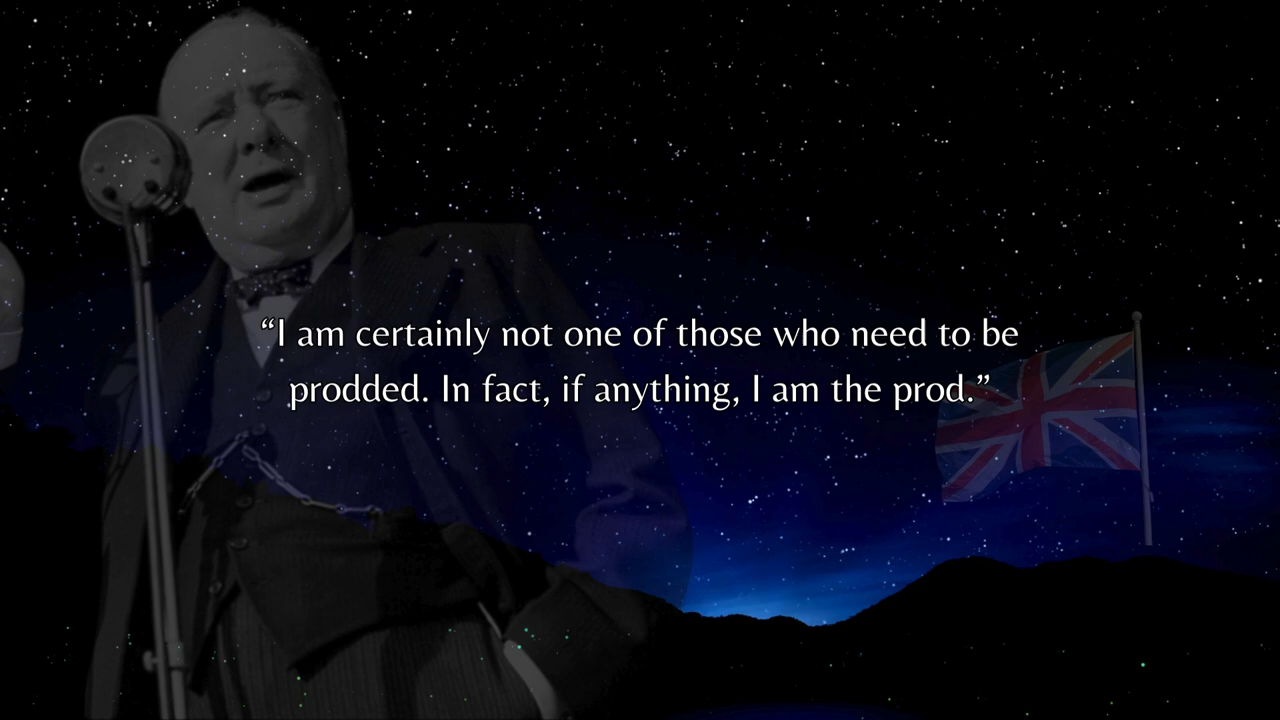 “I am certainly not one of those who need to be
prodded. In fact, if anything, I am the prod.”